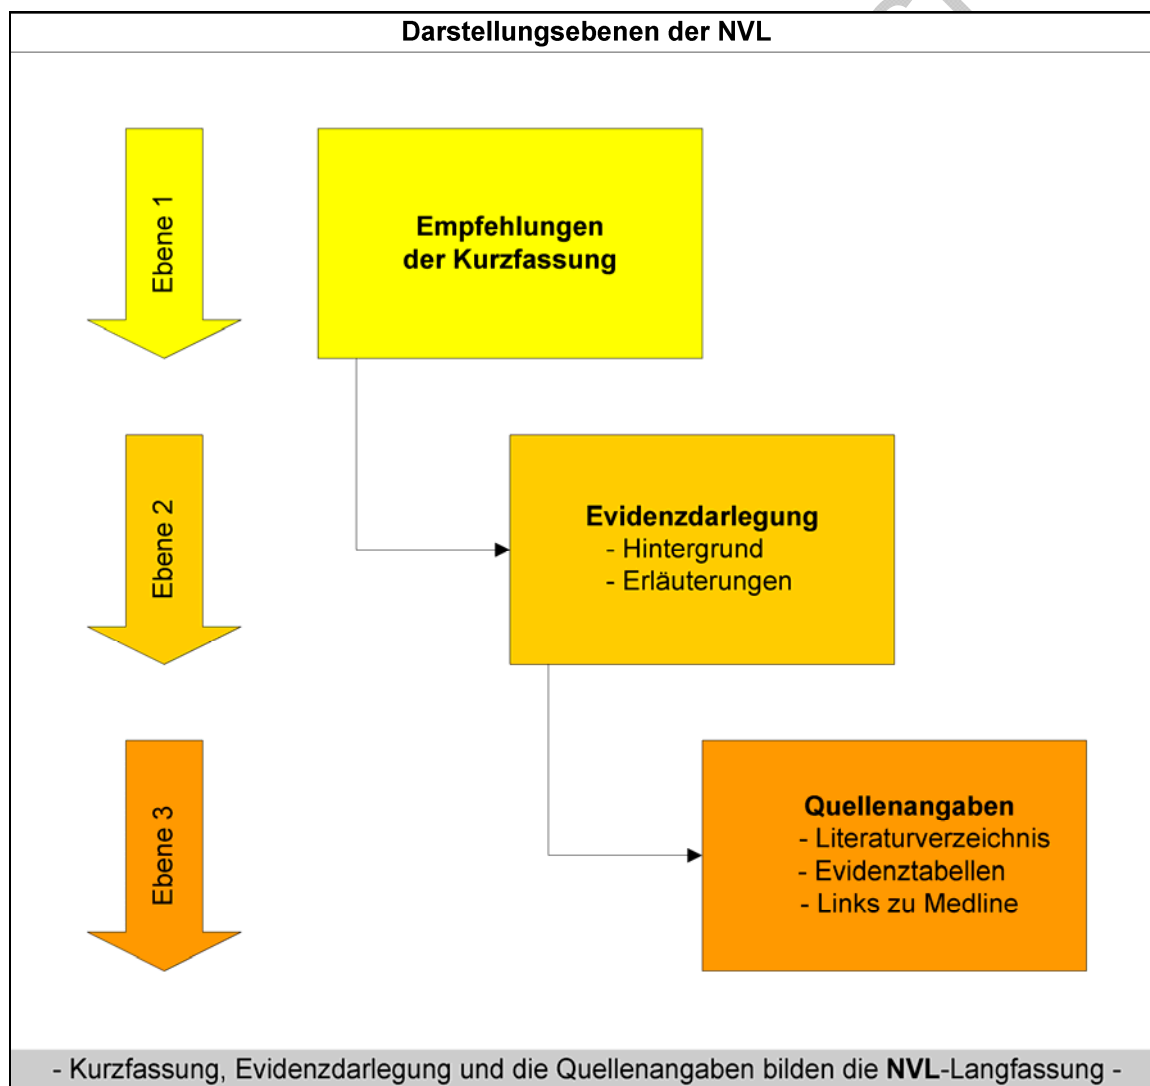 Darstellungsebenen der NVL
Ebene 1
Empfehlungen
der Kurzfassung
Ebene 2
Evidenzdarlegung
- Hintergrund
- Erläuterungen
Ebene 3
Quellenangaben
- Literaturverzeichnis
- Evidenztabellen
- Links zu Medline
- Kurzfassung, Evidenzdarlegung und die Quellenangaben bilden die NVL-Langfassung -